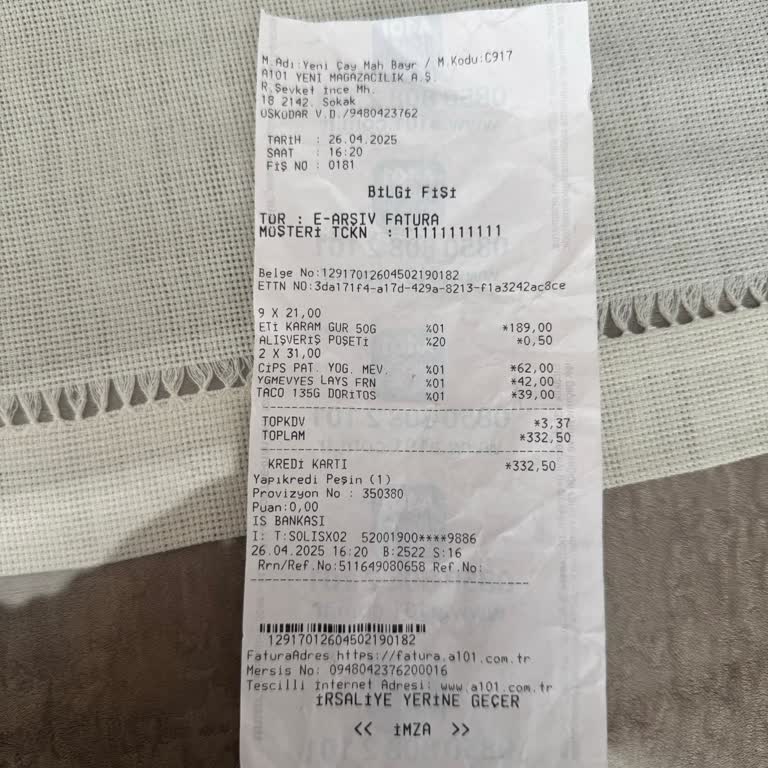 M.Adı:Yeni Çay Mah Bayr / M.Kodu:C917
A101 YENİ MAĞAZACILIK A.Ş.
R.Şevket İnce Mh.
18 2142. Sokak
ÜSKÜDAR V.D./9480423762
TARİH : 26.04.2025
SAAT : 16:20
FİŞ NO : 0181
BİLGİ FİŞİ
TÜR : E-ARŞİV FATURA
MÜŞTERİ TCKN : 11111111111
Belge No:12917012604502190182
ETTN NO:3da171f4-a17d-429a-8213-f1a3242ac8ce
9 X 21,00
ETİ KARAM GUR 50G %01 *189,00
ALIŞVERİŞ POŞETİ %20 *0,50
2 X 31,00
CİPS PAT. YOG. MEV. %01 *62,00
YGMEVYES LAYS FRN %01 *42,00
TACO 135G DORİTOS %01 *39,00
TOPKDV *3,37
TOPLAM *332,50
KREDİ KARTI *332,50
Yapıkredi Peşin (1)
Provizyon No : 350380
Puan:0,00
IS BANKASI
I: T:SOLISX02 52001900****9886
26.04.2025 16:20 B:2522 S:16
Rrn/Ref.No:511649080658 Ref.No:
12917012604502190182
FaturaAdres https://fatura.a101.com.tr
Mersis No: 0948042376200016
Tescilli İnternet Adresi: www.a101.com.tr
İRSALİYE YERİNE GEÇER
<< İMZA >>